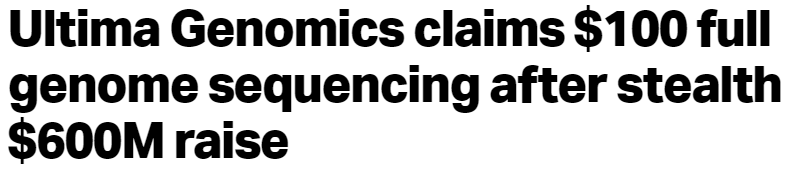 Ultima Genomics claims $100 full
genome sequencing after stealth
$600M raise